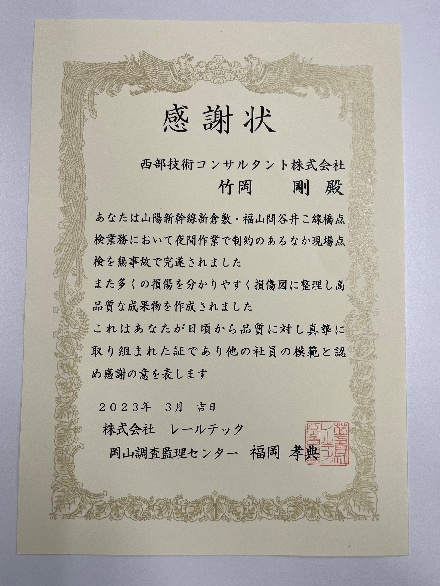 感謝状
西部技術コンサルタント株式会社
竹岡 剛 殿
あなたは山陽新幹線新倉敷・福山間谷井こ線橋点
検業務において夜間作業で制約のあるなか現場点
検を無事故で完遂されました
また多くの損傷を分かりやすく損傷図に整理し高
品質な成果物を作成されました
これはあなたが日頃から品質に対し真摯に
取り組まれた証であり他の社員の模範と認
め感謝の意を表します
2023年 3月 吉日
株式会社 レールテック
岡山調査監理センター 福岡 孝典